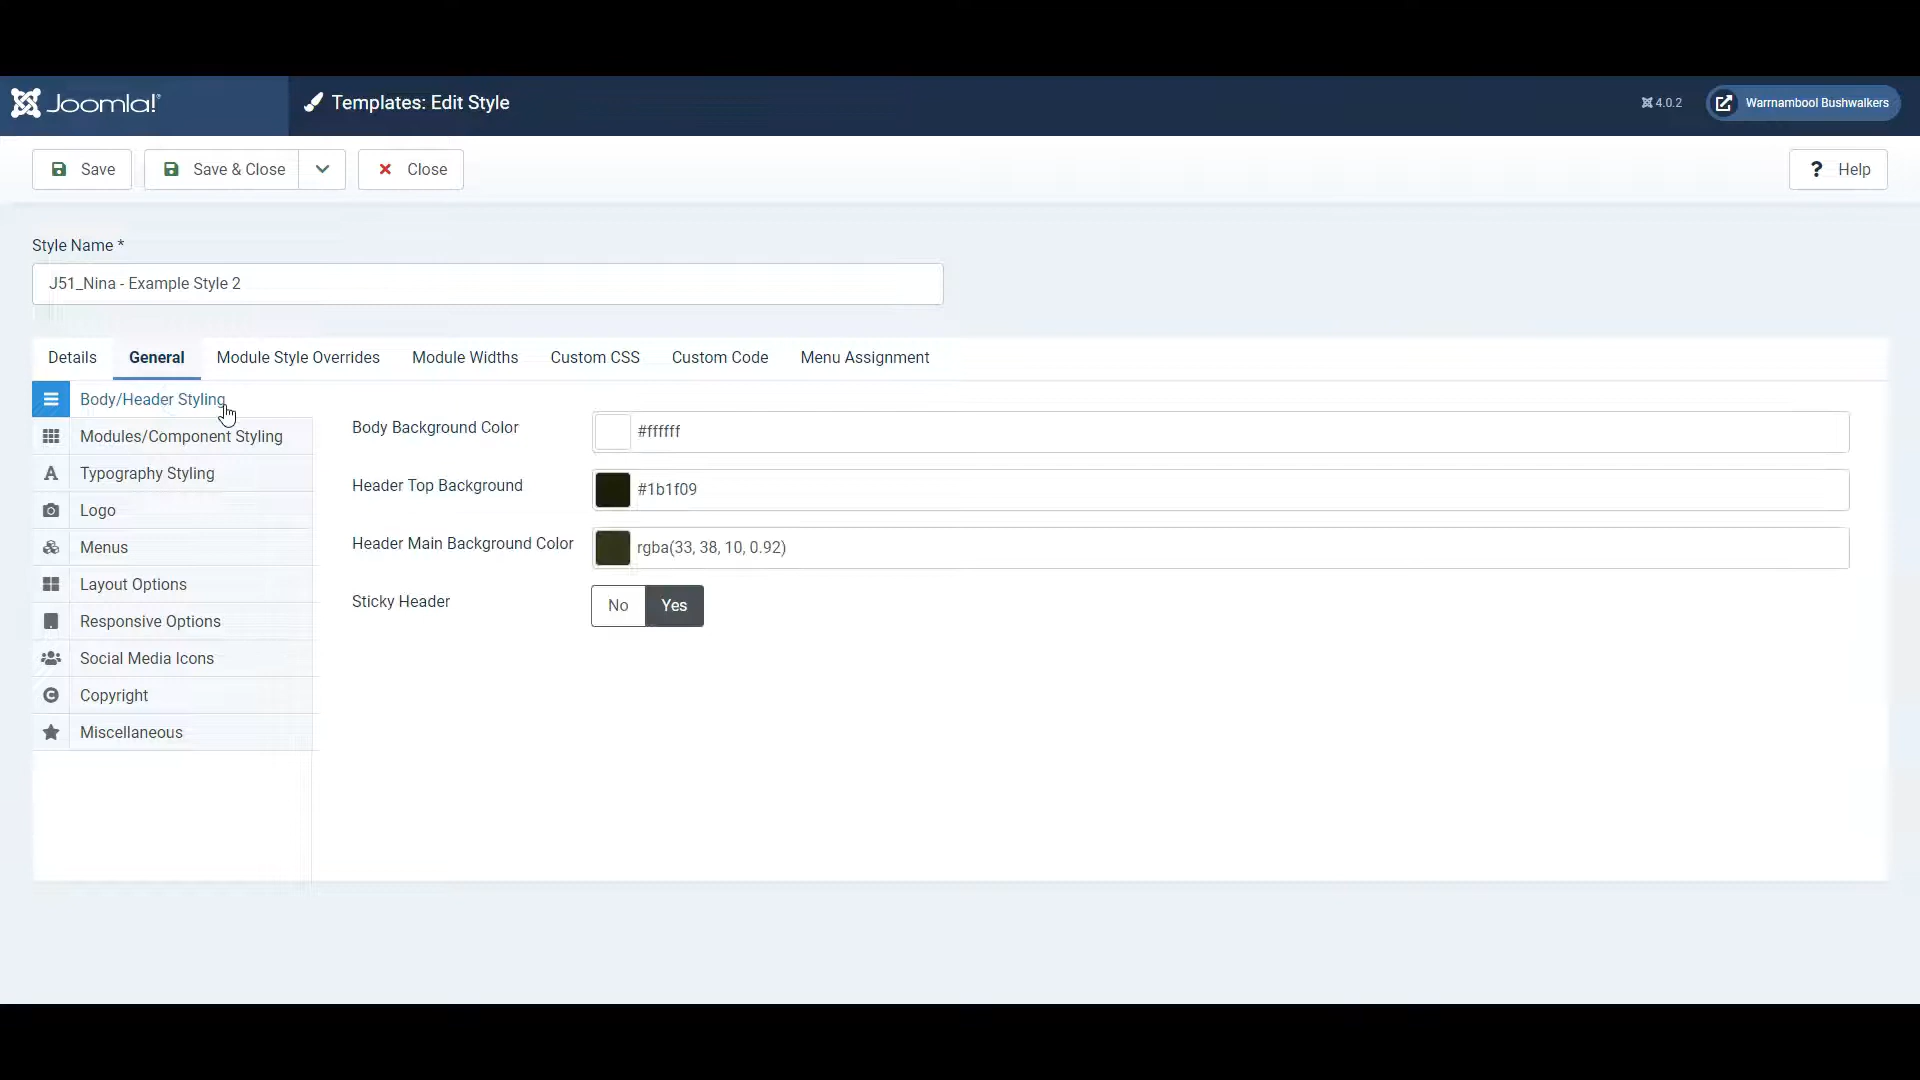 Joomla!®
Templates: Edit Style
4.0.2
Warrnambool Bushwalkers
Save
Save & Close
Close
? Help
Style Name *
J51_Nina - Example Style 2
Details
General
Module Style Overrides
Module Widths
Custom CSS
Custom Code
Menu Assignment
Body/Header Styling
Modules/Component Styling
Typography Styling
Logo
Menus
Layout Options
Responsive Options
Social Media Icons
Copyright
Miscellaneous
Body Background Color
#ffffff
Header Top Background
#1b1f09
Header Main Background Color
rgba(33, 38, 10, 0.92)
Sticky Header
No
Yes